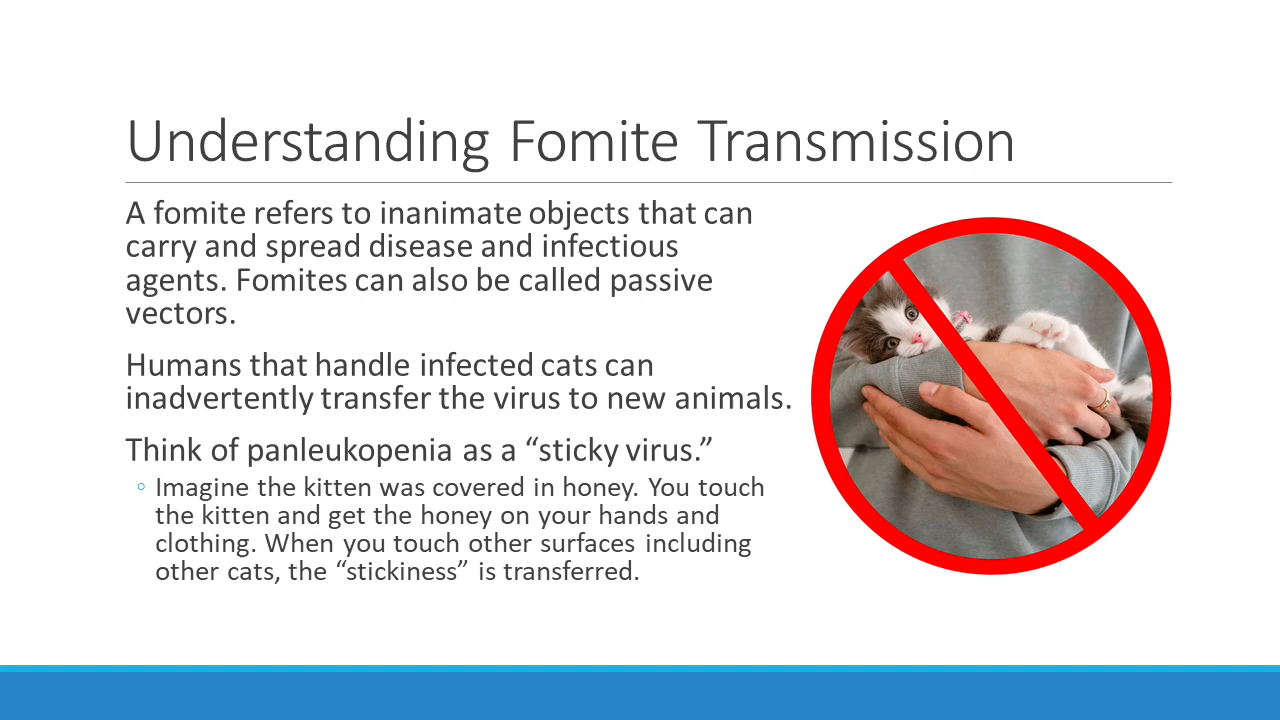 Understanding Fomite Transmission
A fomite refers to inanimate objects that can
carry and spread disease and infectious
agents. Fomites can also be called passive
vectors.
Humans that handle infected cats can
inadvertently transfer the virus to new animals.
Think of panleukopenia as a “sticky virus.”
◦ Imagine the kitten was covered in honey. You touch
the kitten and get the honey on your hands and
clothing. When you touch other surfaces including
other cats, the “stickiness” is transferred.